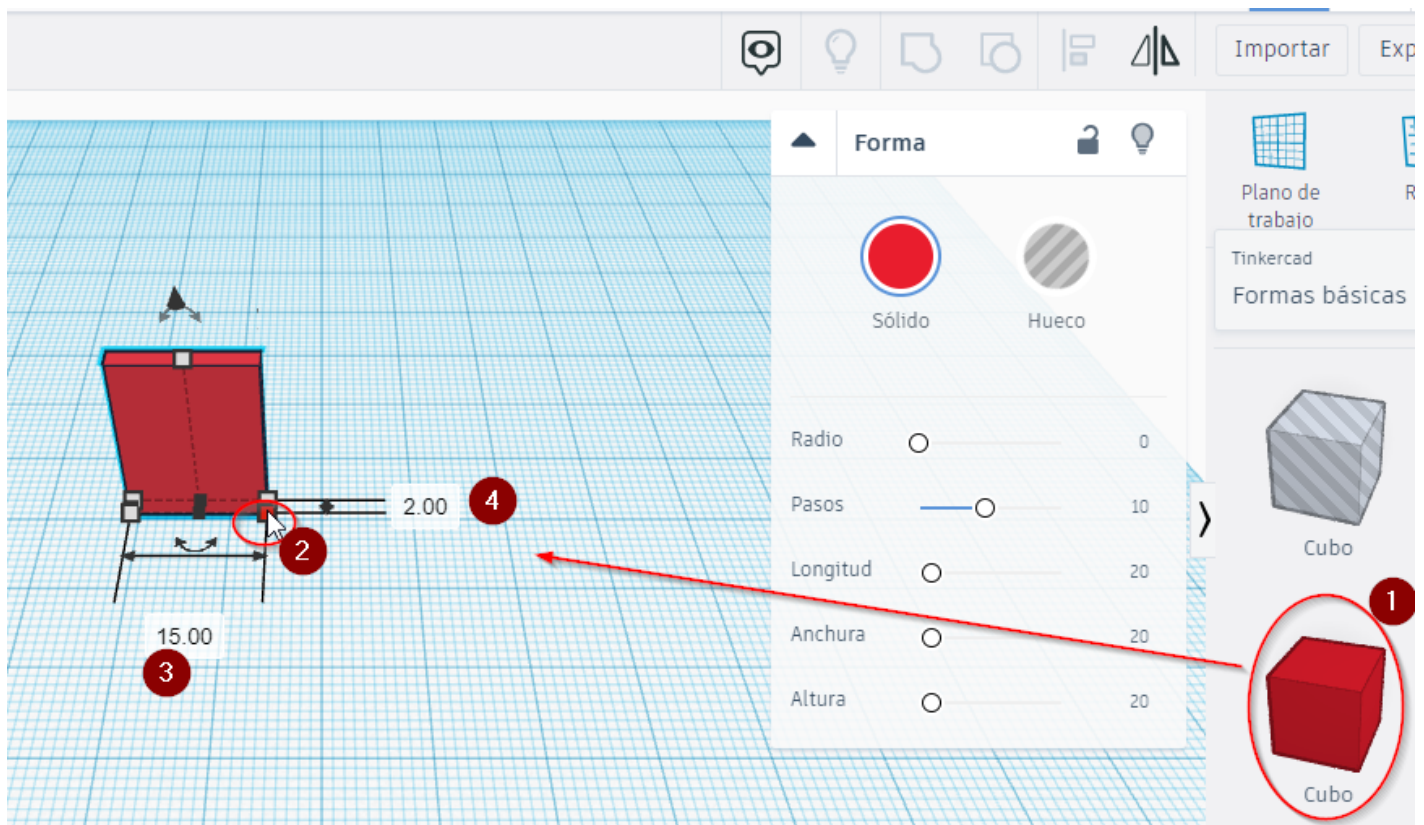 Importar
Exp
Forma
Plano de
trabajo
R
Tinkercad
Formas básicas
Sólido
Hueco
Radio
0
Pasos
10
Longitud
20
Anchura
20
Altura
20
2.00
4
2
15.00
3
Cubo
1
Cubo